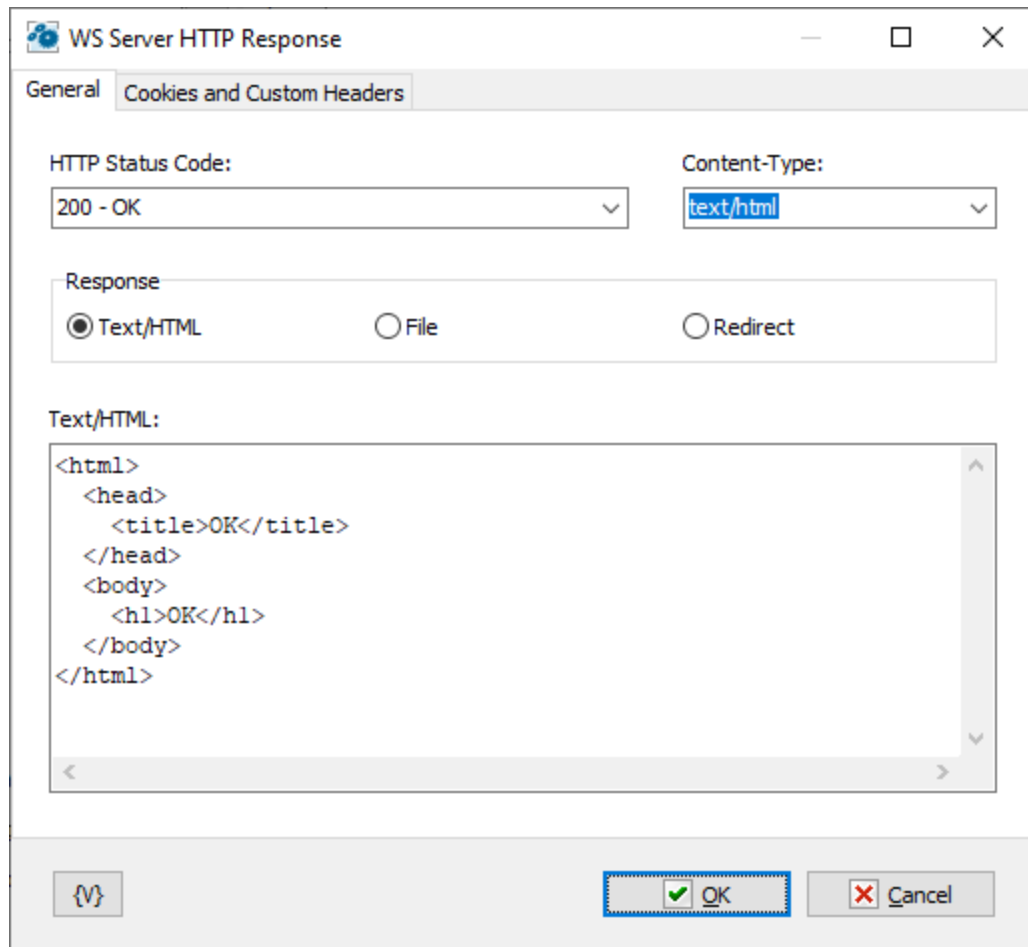 WS Server HTTP Response
General Cookies and Custom Headers
HTTP Status Code: Content-Type:
200 - OK text/html
Response
Text/HTML File Redirect
Text/HTML:
<html>
  <head>
    <title>OK</title>
  </head>
  <body>
    <h1>OK</h1>
  </body>
</html>
{V} OK Cancel